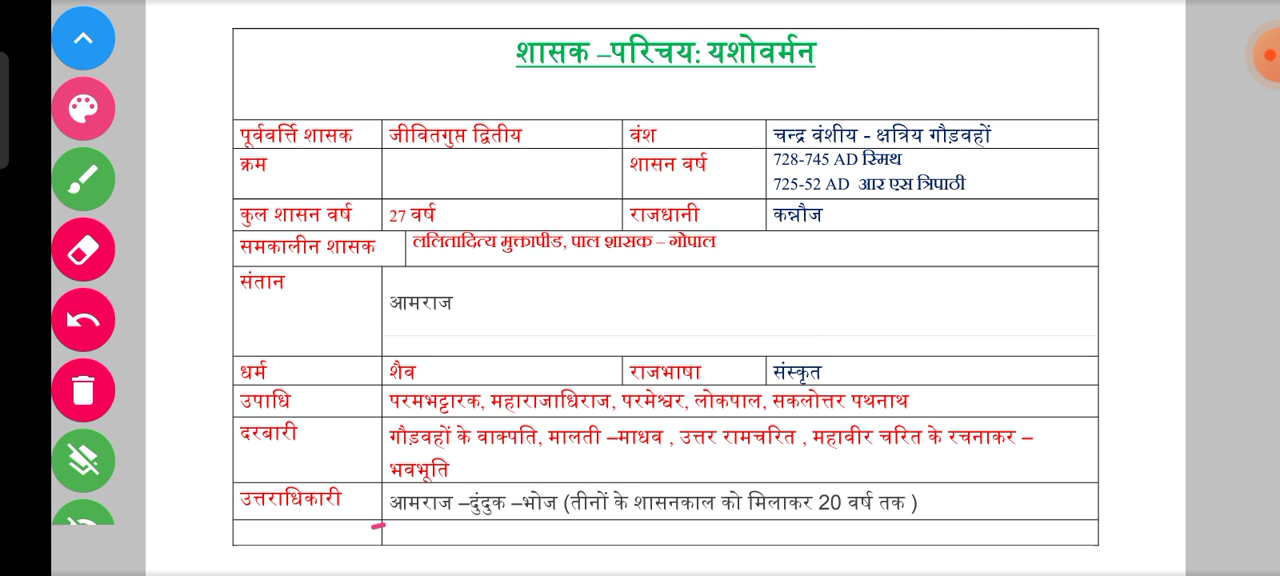 शासक –परिचय: यशोवर्मन
पूर्ववर्त्ति शासक जीवितगुप्त द्वितीय वंश चन्द्र वंशीय - क्षत्रिय गौड़वहों
क्रम शासन वर्ष 728-745 AD स्मिथ
725-52 AD आर एस त्रिपाठी
कुल शासन वर्ष 27 वर्ष राजधानी कन्नौज
समकालीन शासक ललितादित्य मुक्तापीड, पाल शासक – गोपाल
संतान
आमराज
धर्म शैव राजभाषा संस्कृत
उपाधि परमभट्टारक, महाराजाधिराज, परमेश्वर, लोकपाल, सकलोत्तर पथनाथ
दरबारी गौड़वहों के वाक्पति, मालती –माधव , उत्तर रामचरित , महावीर चरित के रचनाकर –
भवभूति
उत्तराधिकारी आमराज –दुंदुक –भोज (तीनों के शासनकाल को मिलाकर 20 वर्ष तक )